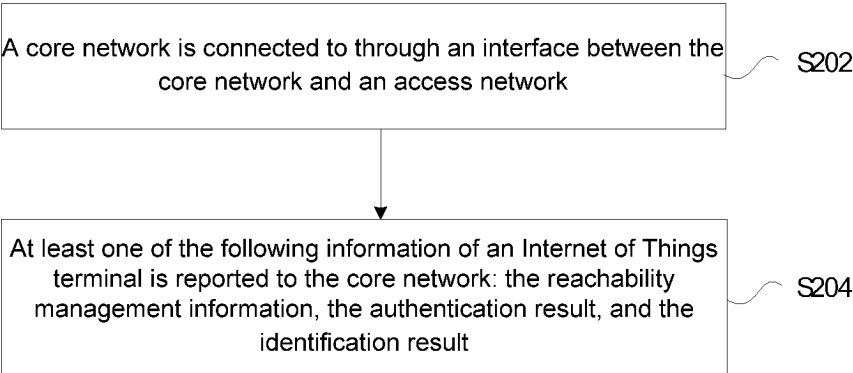 A core network is connected to through an interface between the
core network and an access network
S202
At least one of the following information of an Internet of Things
terminal is reported to the core network: the reachability
management information, the authentication result, and the
identification result
S204